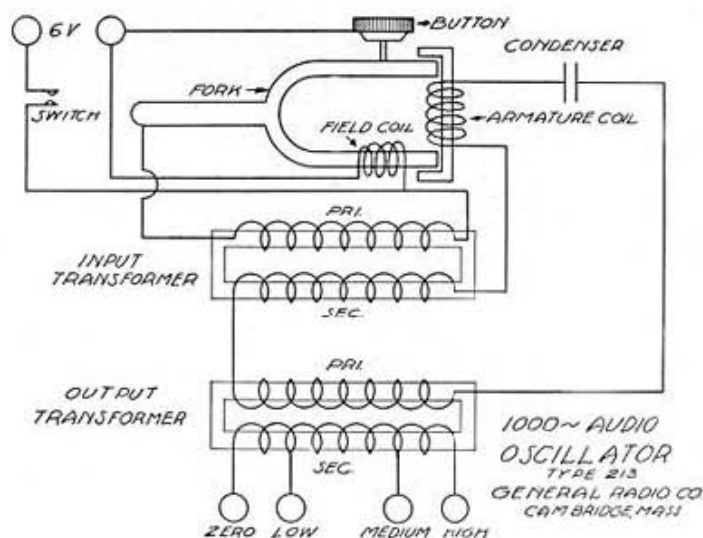 6V
BUTTON
CONDENSER
FORK
SWITCH
FIELD COIL
ARMATURE COIL
PRI.
INPUT
TRANSFORMER
SEC.
PRI.
OUTPUT
TRANSFORMER
SEC.
1000~ AUDIO
OSCILLATOR
TYPE 213
GENERAL RADIO CO.
CAMBRIDGE, MASS
ZERO LOW MEDIUM HIGH